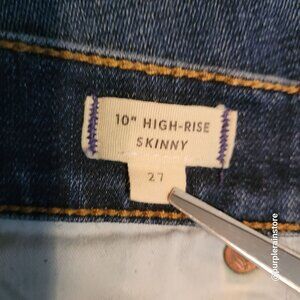 10" HIGH-RISE
SKINNY
27
@purplerainstore